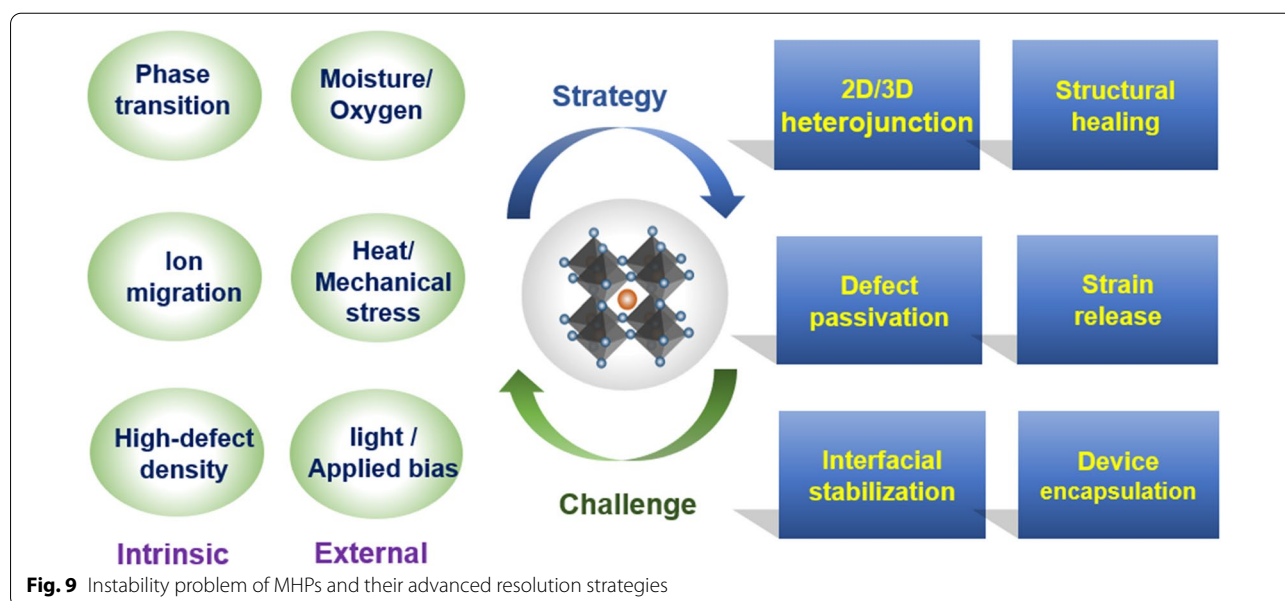 Phase
transition
Moisture/
Oxygen
Ion
migration
Heat/
Mechanical
stress
High-defect
density
light /
Applied bias
Intrinsic
External
Strategy
Challenge
2D/3D
heterojunction
Structural
healing
Defect
passivation
Strain
release
Interfacial
stabilization
Device
encapsulation
Fig. 9 Instability problem of MHPs and their advanced resolution strategies